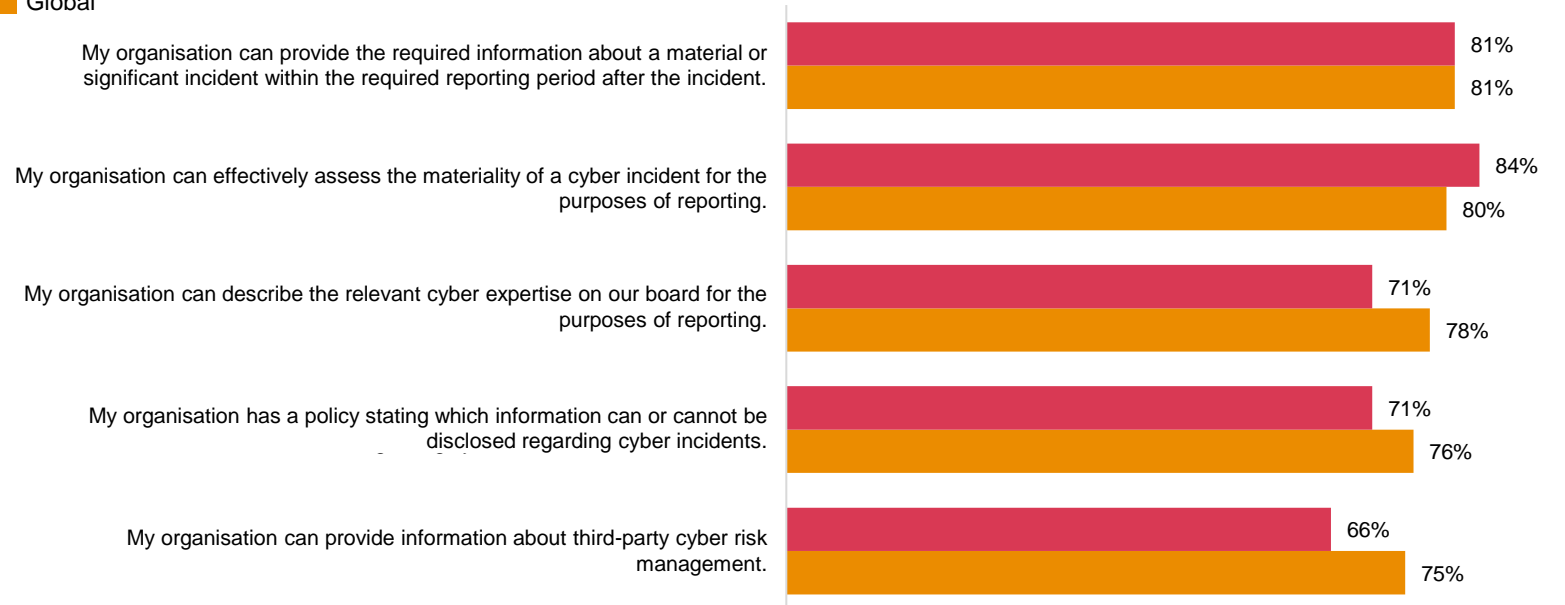 Global
My organisation can provide the required information about a material or
significant incident within the required reporting period after the incident.
81%
81%
My organisation can effectively assess the materiality of a cyber incident for the
purposes of reporting.
84%
80%
My organisation can describe the relevant cyber expertise on our board for the
purposes of reporting.
71%
78%
My organisation has a policy stating which information can or cannot be
disclosed regarding cyber incidents.
71%
76%
My organisation can provide information about third-party cyber risk
management.
66%
75%